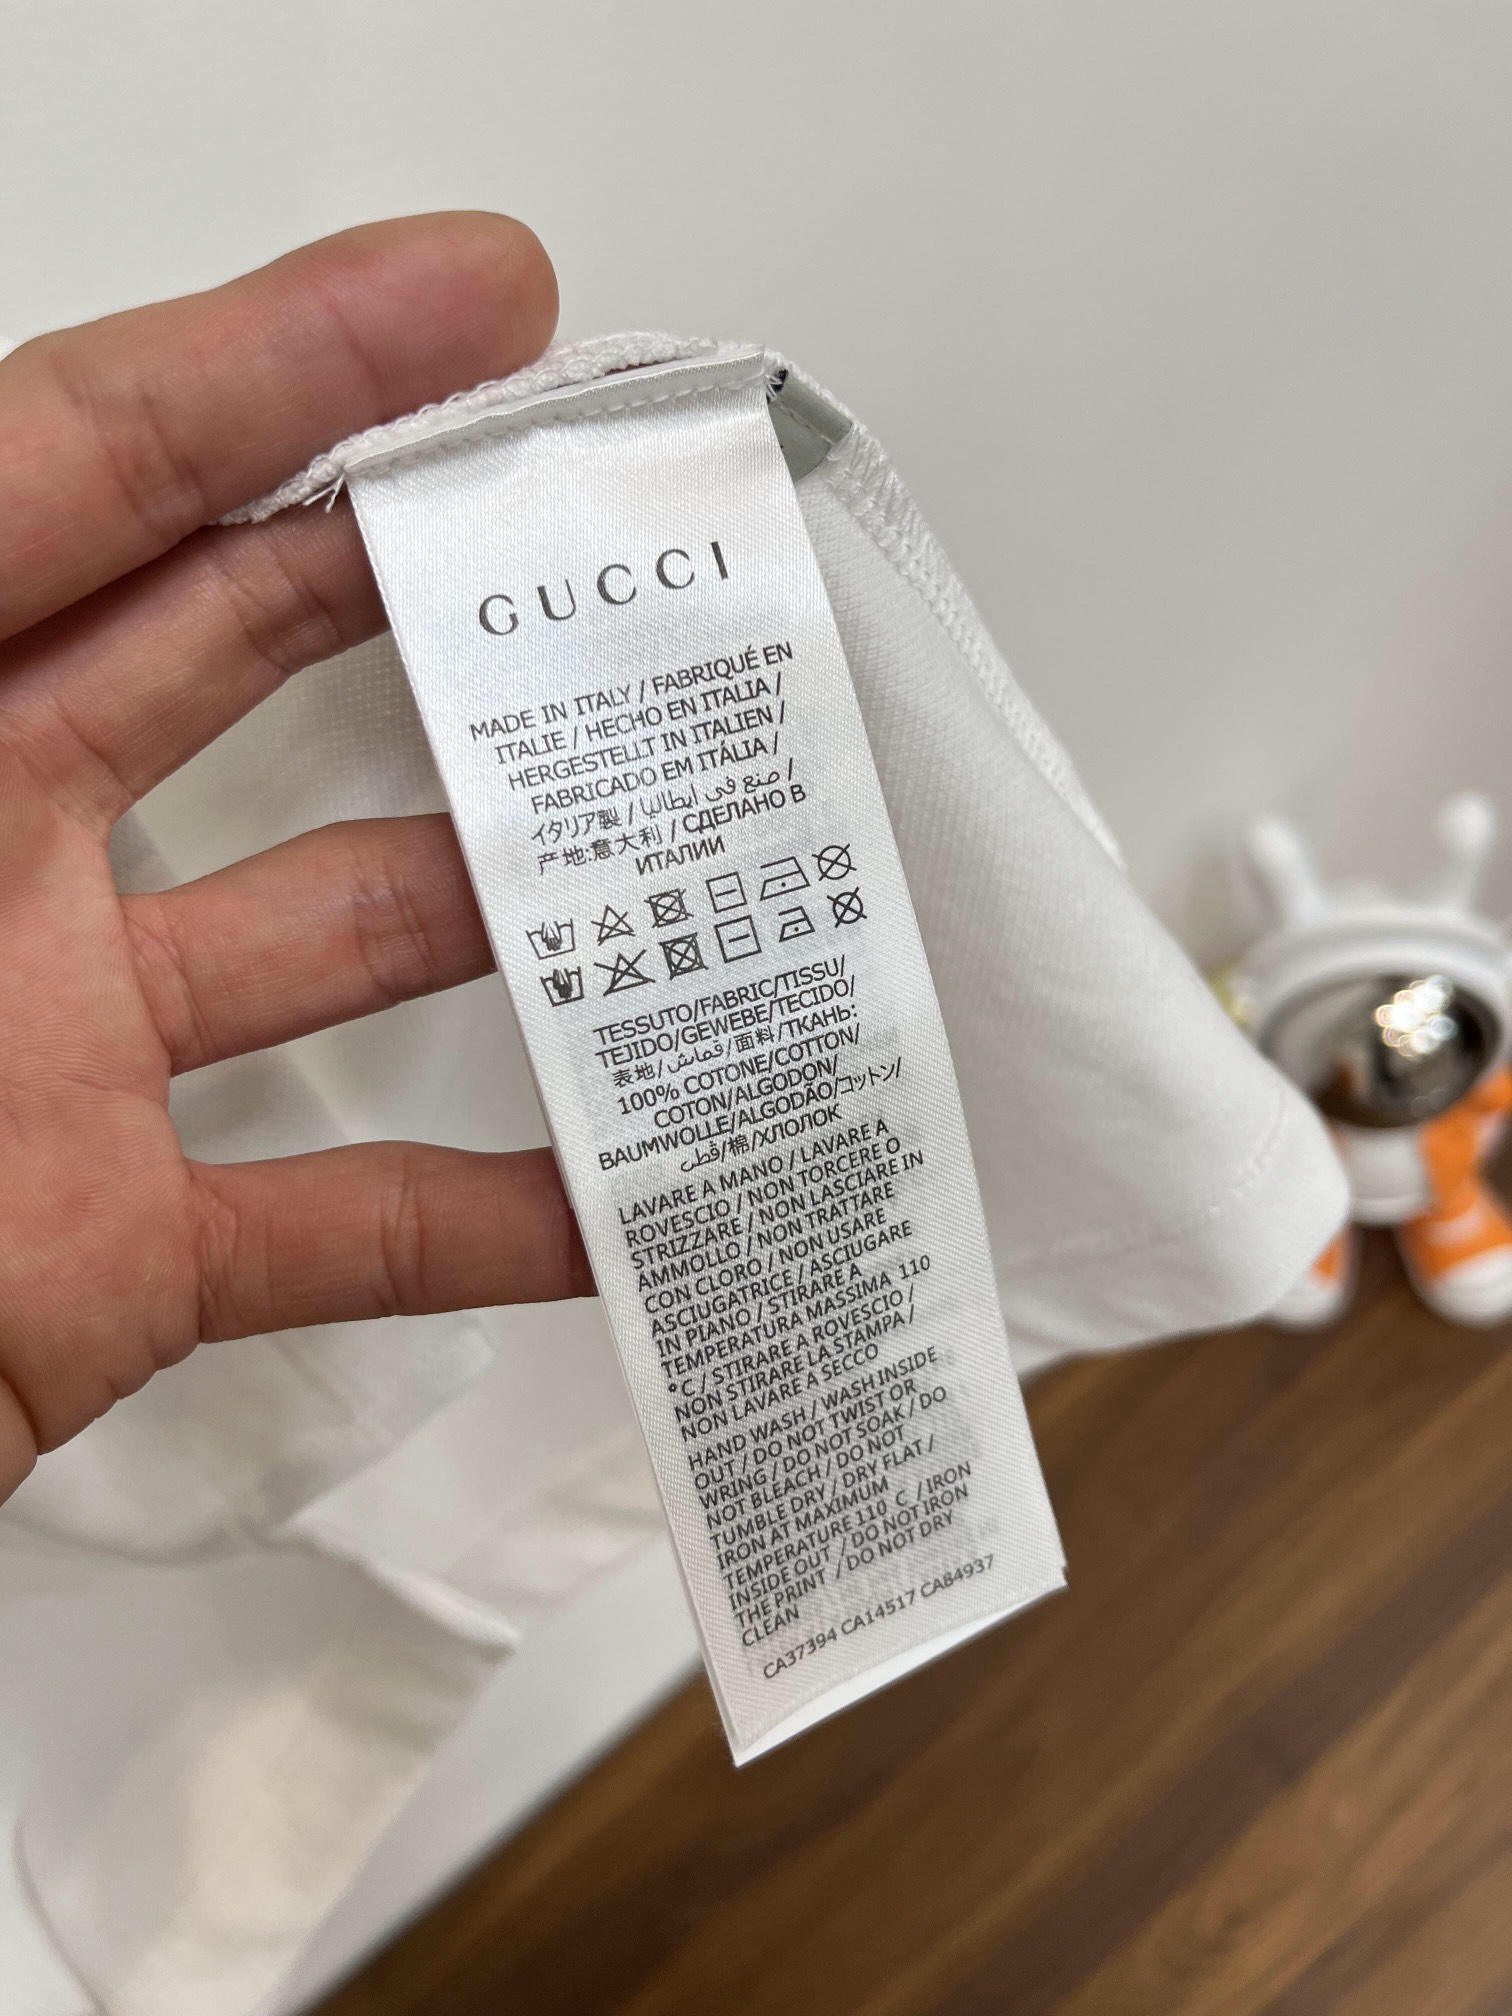 GUCCI
MADE IN ITALY / FABRIQUÉ EN
ITALIE / HECHO EN ITALIA /
HERGESTELLT IN ITALIEN /
FABRICADO EM ITÁLIA /
イタリア製 / صنع في ايطاليا /
产地:意大利 / СДЕЛАНО В
ИТАЛИИ
TESSUTO/FABRIC/TISSU/
TEJIDO/GEWEBE/TECIDO/
表地/قماش/面料/ТКАНЬ:
100% COTONE/COTTON/
COTON/ALGODON/
BAUMWOLLE/ALGODÃO/コットン/
قطن/棉/ХЛОПОК
LAVARE A MANO / LAVARE A
ROVESCIO / NON TORCERE O
STRIZZARE / NON LASCIARE IN
AMMOLLO / NON TRATTARE
CON CLORO / NON USARE
ASCIUGATRICE / ASCIUGARE
IN PIANO / STIRARE A
TEMPERATURA MASSIMA 110
°C / STIRARE A ROVESCIO /
NON STIRARE LA STAMPA /
NON LAVARE A SECCO
HAND WASH / WASH INSIDE
OUT / DO NOT TWIST OR
WRING / DO NOT SOAK / DO
NOT BLEACH / DO NOT
TUMBLE DRY / DRY FLAT /
IRON AT MAXIMUM
TEMPERATURE 110 C / IRON
INSIDE OUT / DO NOT IRON
THE PRINT / DO NOT DRY
CLEAN
CA37394 CA14517 CA84937